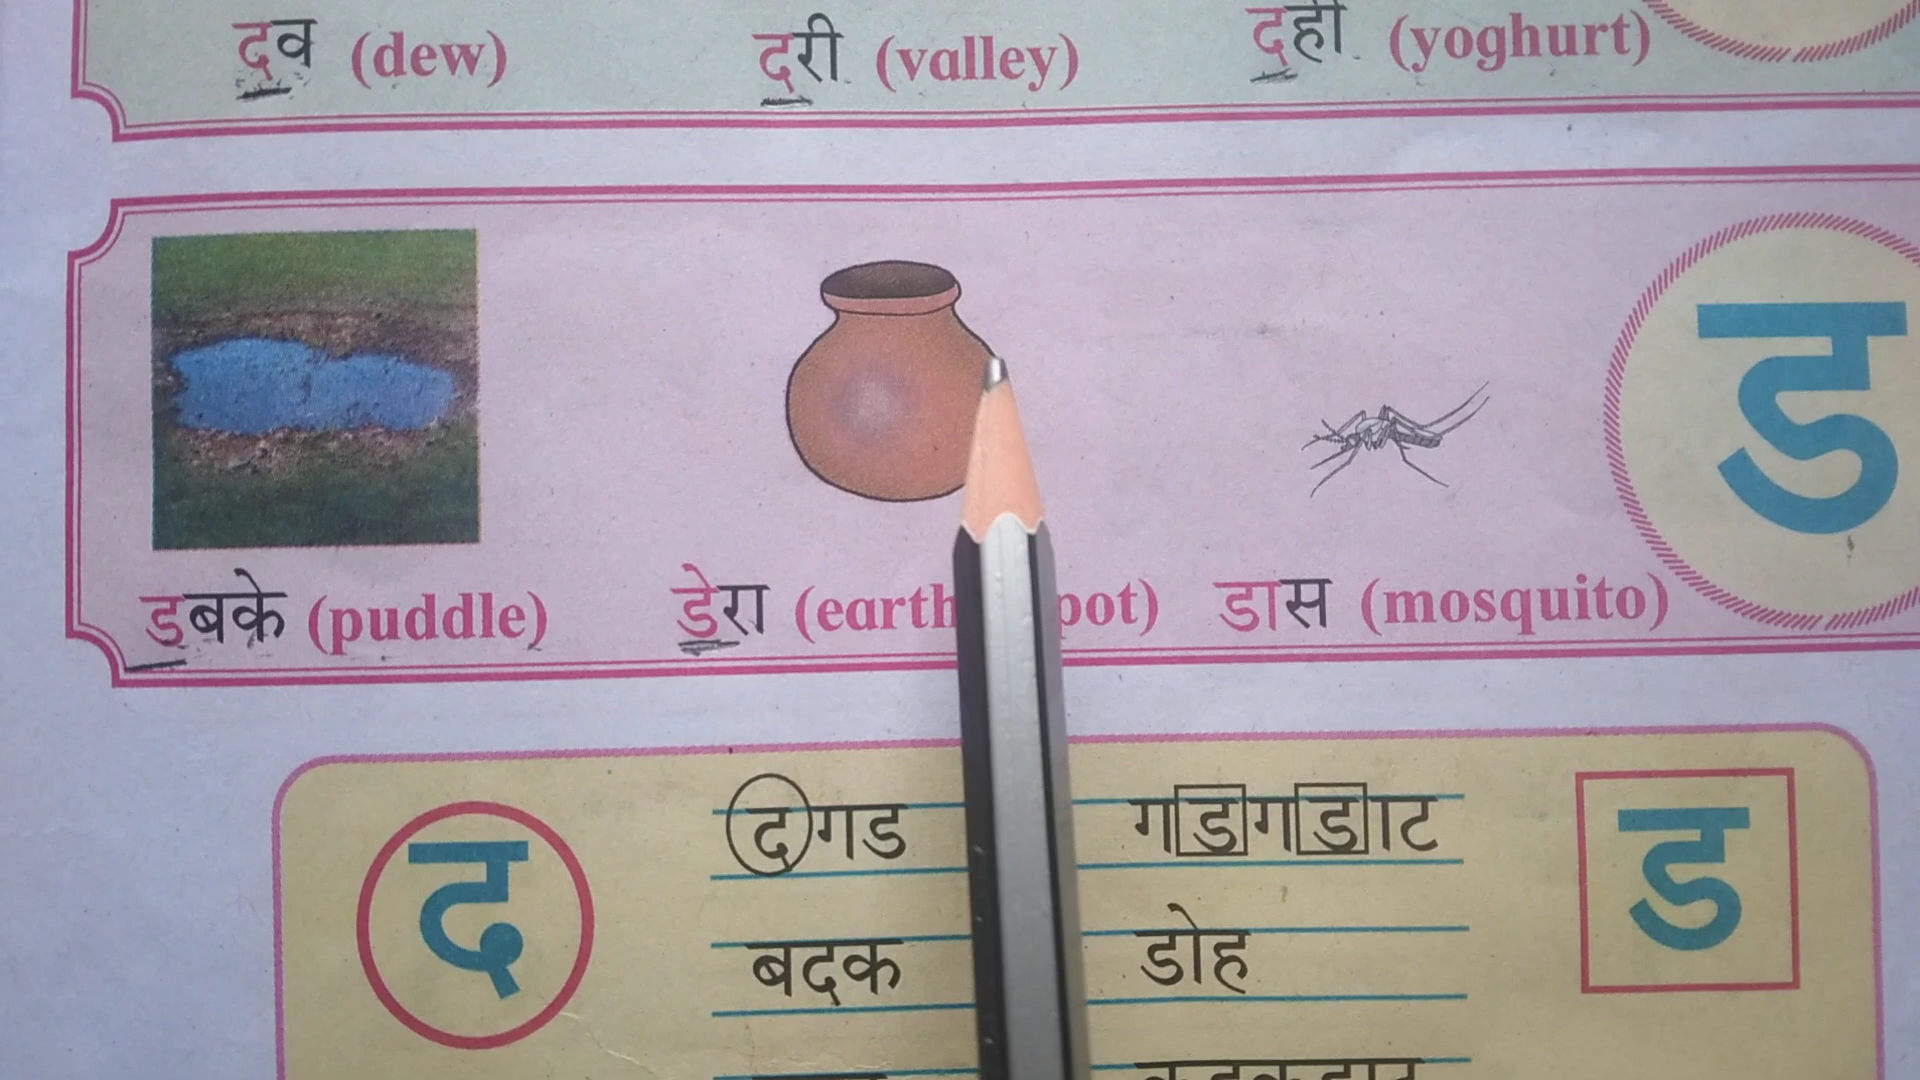 दव (dew) दरी (valley) दही (yoghurt)
ड
डबके (puddle) डेरा (earth pot) डास (mosquito)
द दगड गडगडाट ड
बदक डोह